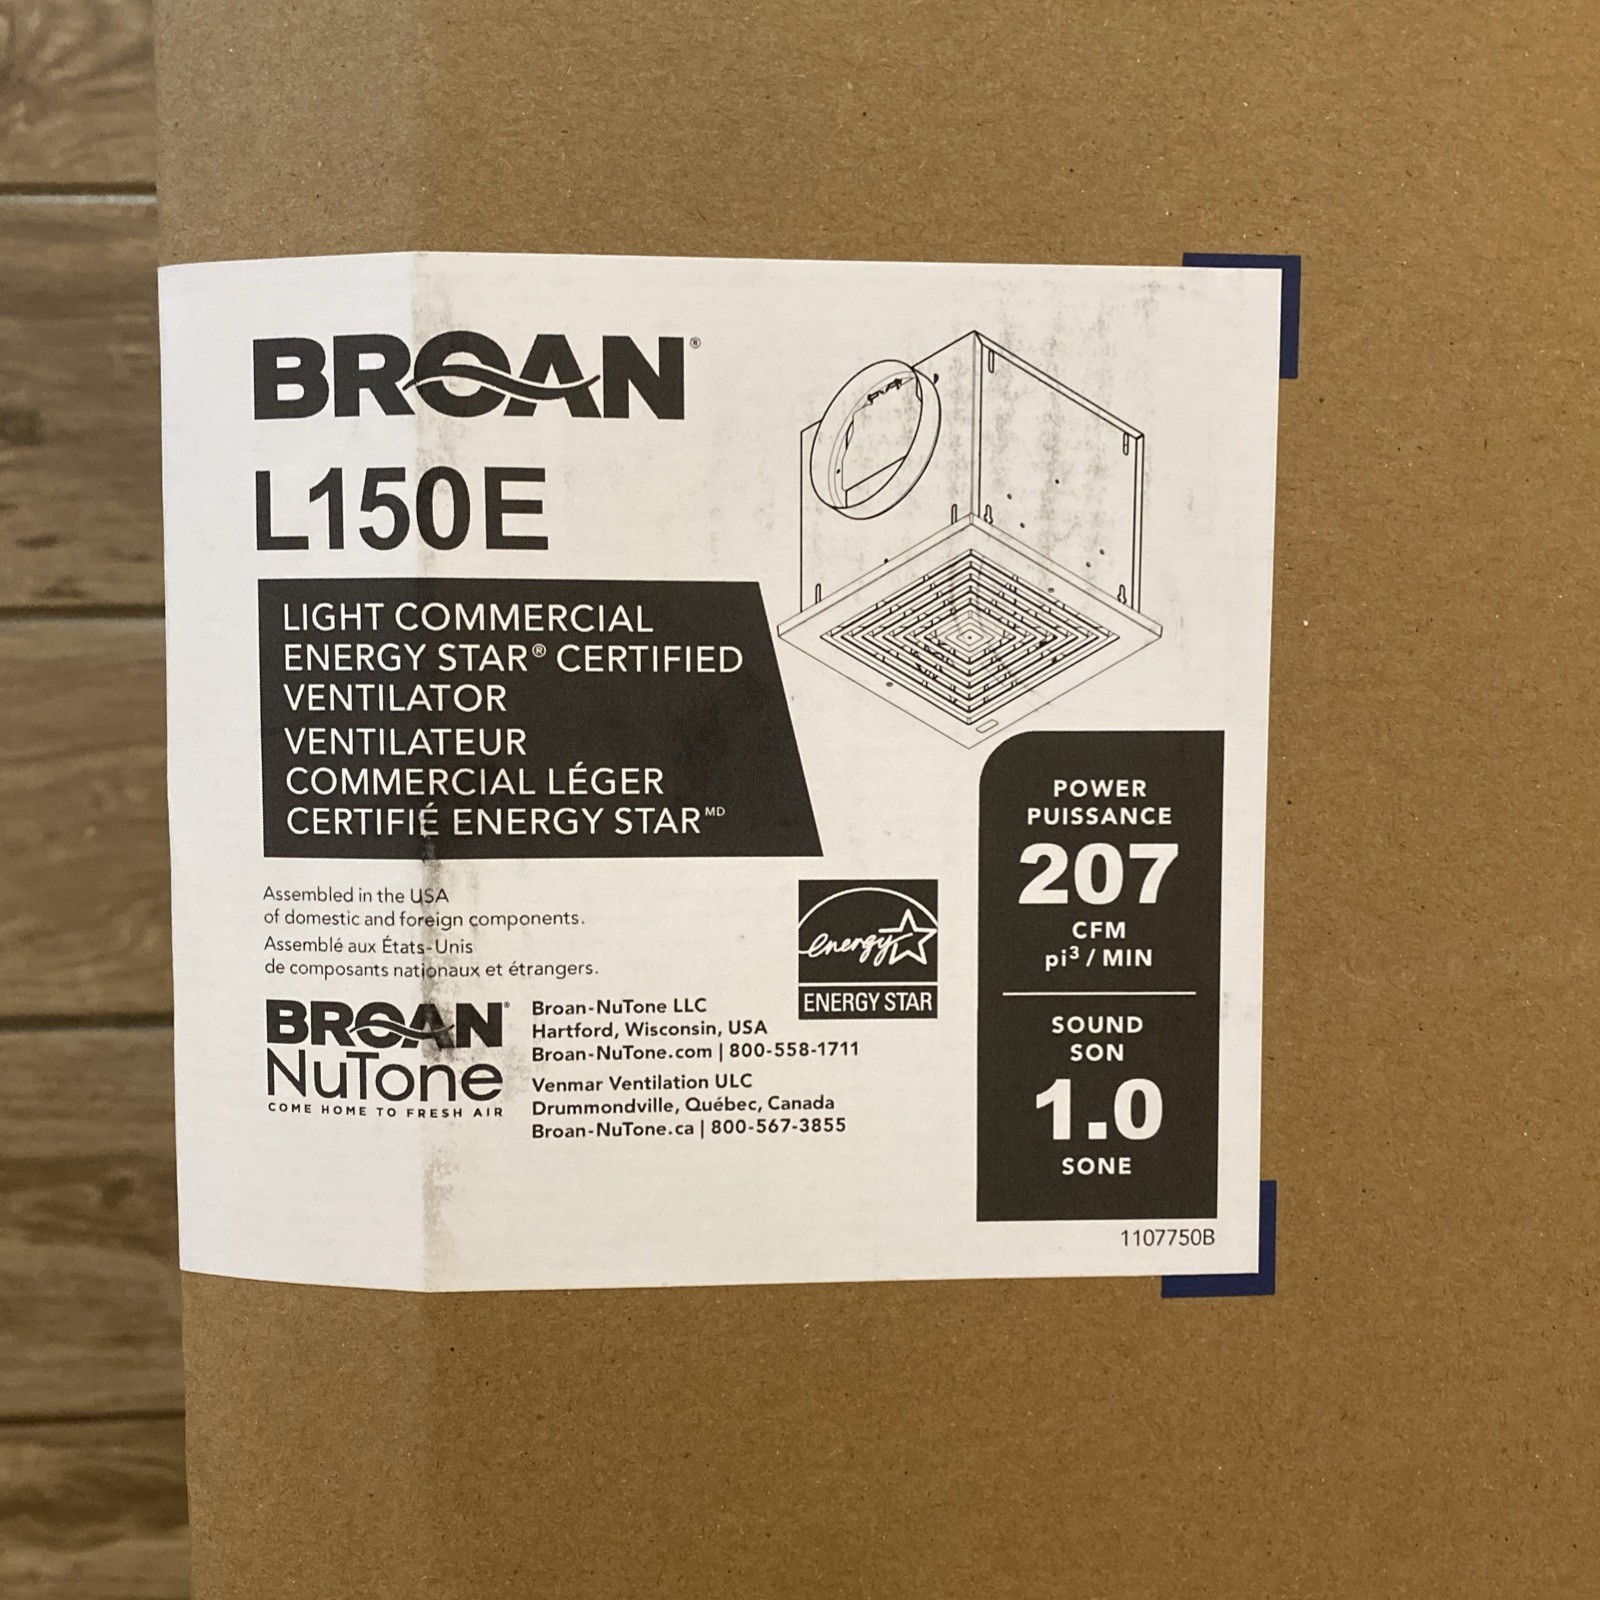 BROAN®
L150E
LIGHT COMMERCIAL
ENERGY STAR® CERTIFIED
VENTILATOR
VENTILATEUR
COMMERCIAL LÉGER
CERTIFIÉ ENERGY STAR MD
Assembled in the USA
of domestic and foreign components.
Assemblé aux États-Unis
de composants nationaux et étrangers.
BROAN®
NuTone
COME HOME TO FRESH AIR
Broan-NuTone LLC
Hartford, Wisconsin, USA
Broan-NuTone.com | 800-558-1711
Venmar Ventilation ULC
Drummondville, Québec, Canada
Broan-NuTone.ca | 800-567-3855
energy
ENERGY STAR
POWER
PUISSANCE
207
CFM
pi³ / MIN
SOUND
SON
1.0
SONE
1107750B